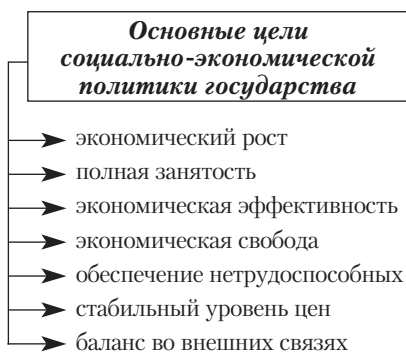 Основные цели
социально-экономической
политики государства
экономический рост
полная занятость
экономическая эффективность
экономическая свобода
обеспечение нетрудоспособных
стабильный уровень цен
баланс во внешних связях